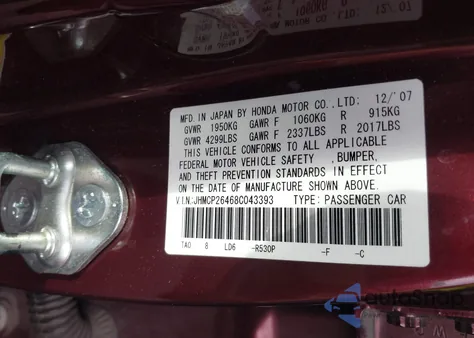 MFD. IN JAPAN BY HONDA MOTOR CO., LTD: 12/'07
GVWR 1950KG GAWR F 1060KG R 915KG
GVWR 4299LBS GAWR F 2337LBS R 2017LBS
THIS VEHICLE CONFORMS TO ALL APPLICABLE
FEDERAL MOTOR VEHICLE SAFETY , BUMPER,
AND THEFT PREVENTION STANDARDS IN EFFECT
ON THE DATE OF MANUFACTURE SHOWN ABOVE.
V.I.N.:JHMCP26468C043393 TYPE: PASSENGER CAR
TA0 8 LD6 -R530P -F -C
autoSnap